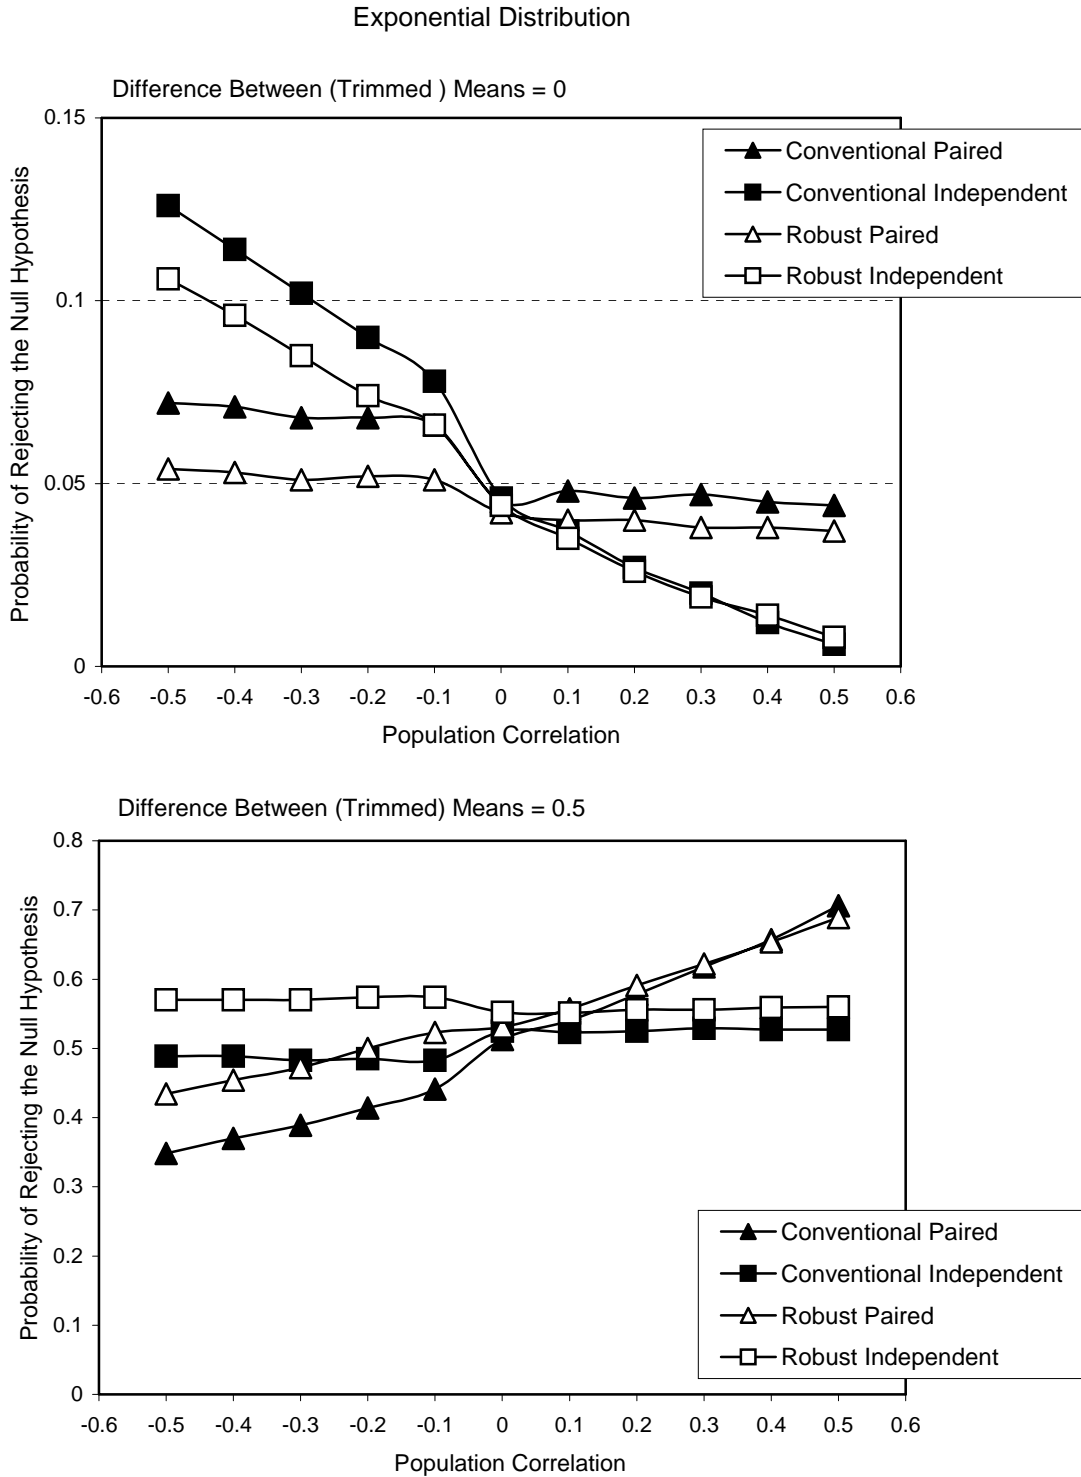 Exponential Distribution
Difference Between (Trimmed ) Means = 0
Probability of Rejecting the Null Hypothesis
0.15
0.1
0.05
0
-0.6 -0.5 -0.4 -0.3 -0.2 -0.1 0 0.1 0.2 0.3 0.4 0.5 0.6
Population Correlation
Conventional Paired
Conventional Independent
Robust Paired
Robust Independent
Difference Between (Trimmed) Means = 0.5
Probability of Rejecting the Null Hypothesis
0.8
0.7
0.6
0.5
0.4
0.3
0.2
0.1
0
-0.6 -0.5 -0.4 -0.3 -0.2 -0.1 0 0.1 0.2 0.3 0.4 0.5 0.6
Population Correlation
Conventional Paired
Conventional Independent
Robust Paired
Robust Independent